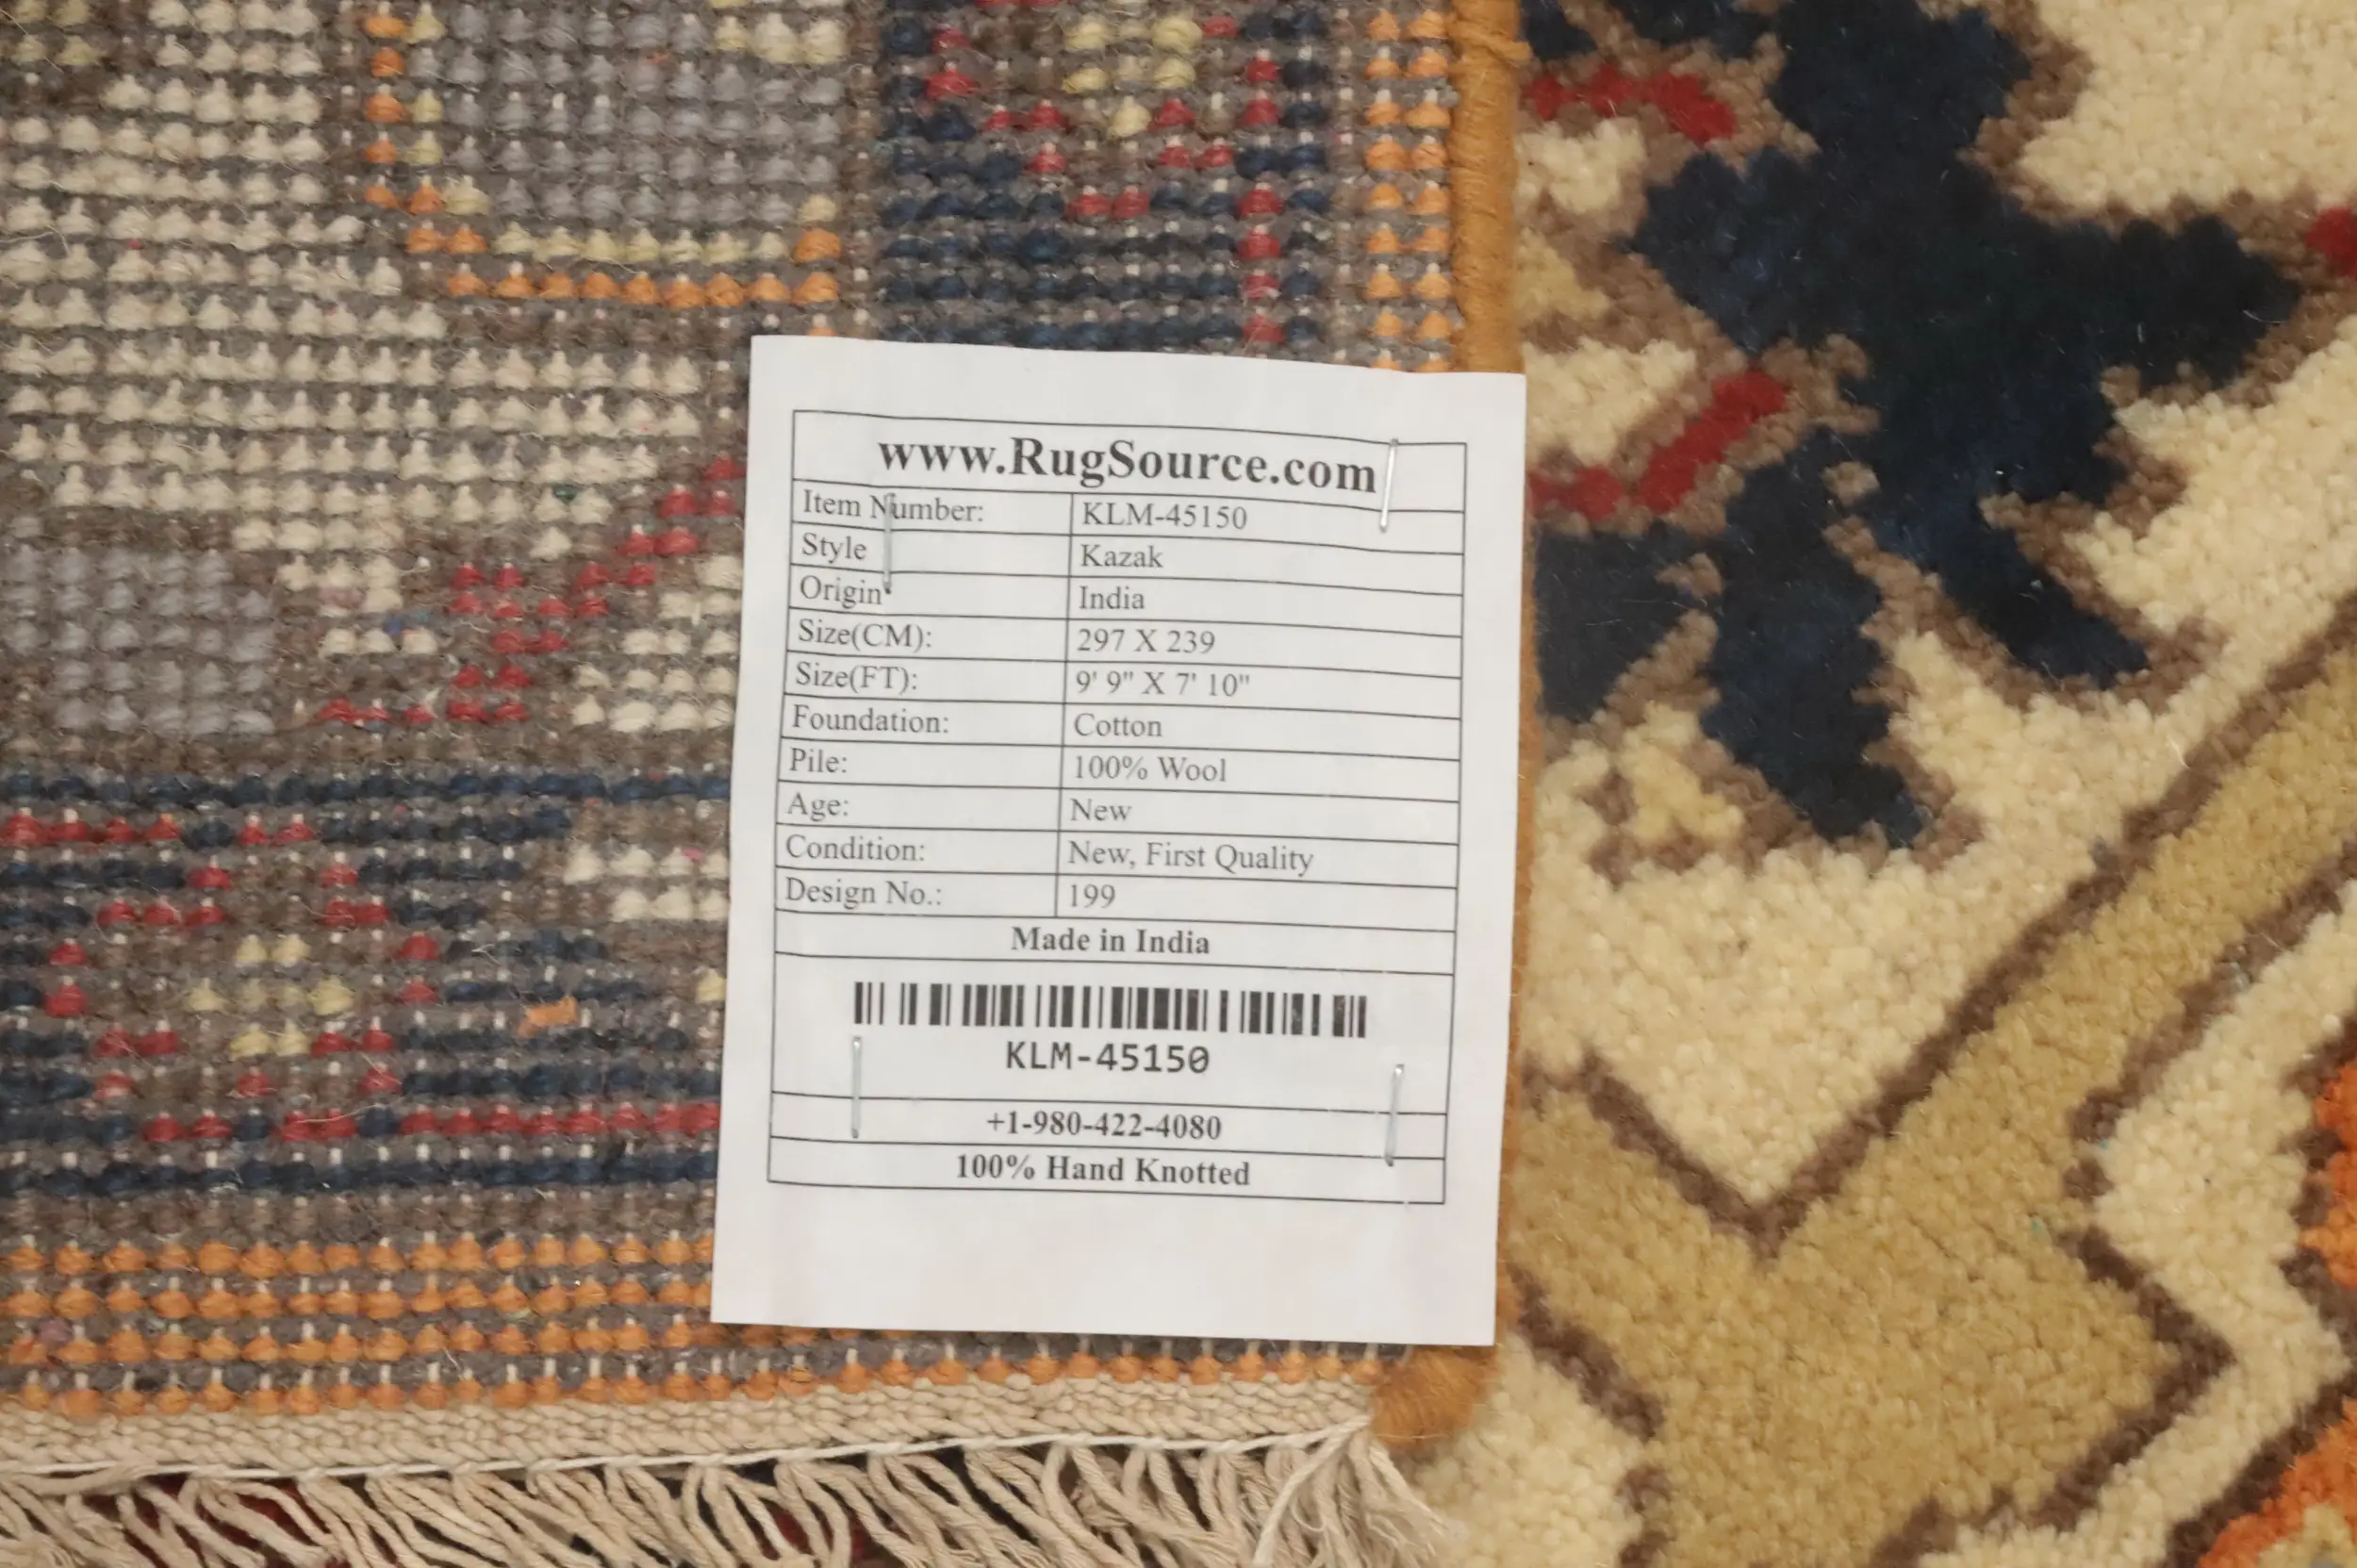 www.RugSource.com
Item Number: KLM-45150
Style Kazak
Origin India
Size(CM): 297 X 239
Size(FT): 9' 9" X 7' 10"
Foundation: Cotton
Pile: 100% Wool
Age: New
Condition: New, First Quality
Design No.: 199
Made in India
KLM-45150
+1-980-422-4080
100% Hand Knotted